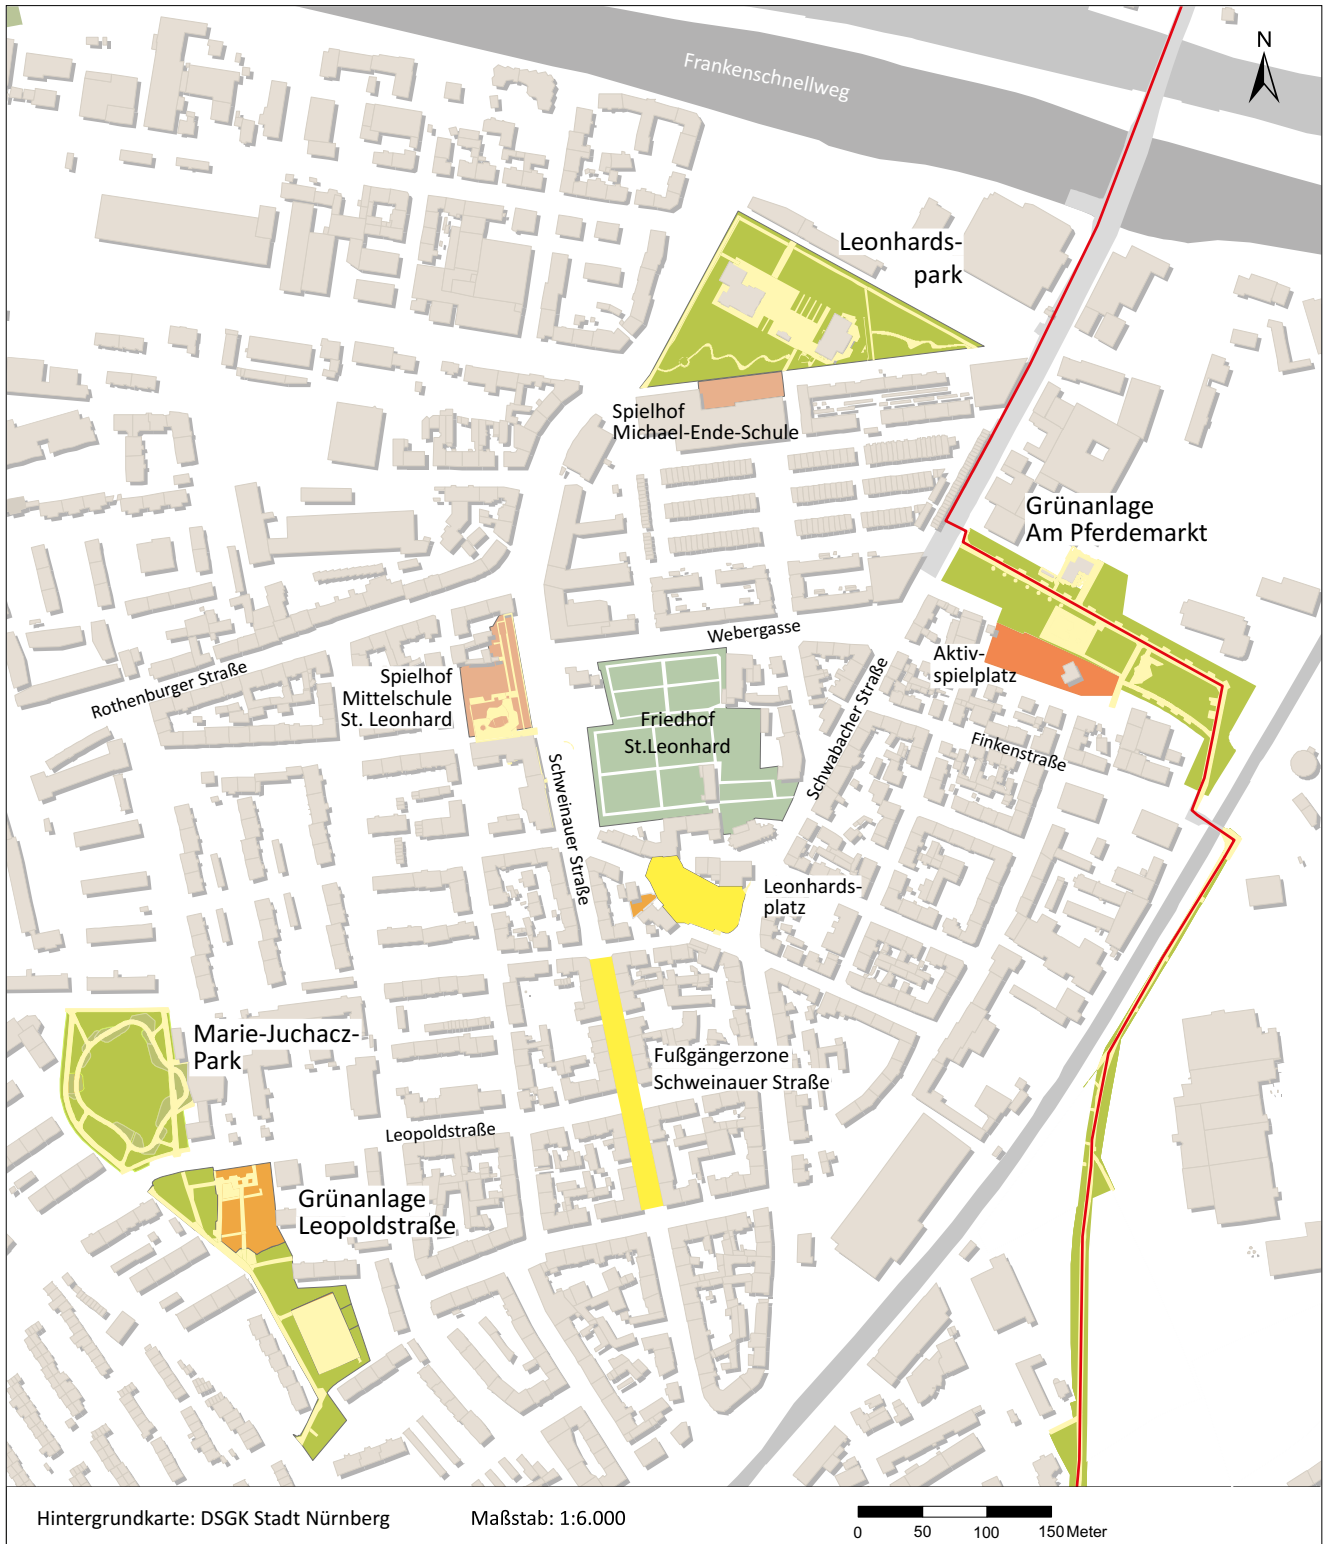 Frankenschnellweg
N
Leonhards-
park
Spielhof
Michael-Ende-Schule
Grünanlage
Am Pferdemarkt
Webergasse
Aktiv-
spielplatz
Rothenburger Straße
Spielhof
Mittelschule
St. Leonhard
Friedhof
St.Leonhard
Schwabacher Straße
Finkenstraße
Schweinauer Straße
Leonhards-
platz
Marie-Juchacz-
Park
Fußgängerzone
Schweinauer Straße
Leopoldstraße
Grünanlage
Leopoldstraße
Hintergrundkarte: DSGK Stadt Nürnberg
Maßstab: 1:6.000
0 50 100 150 Meter